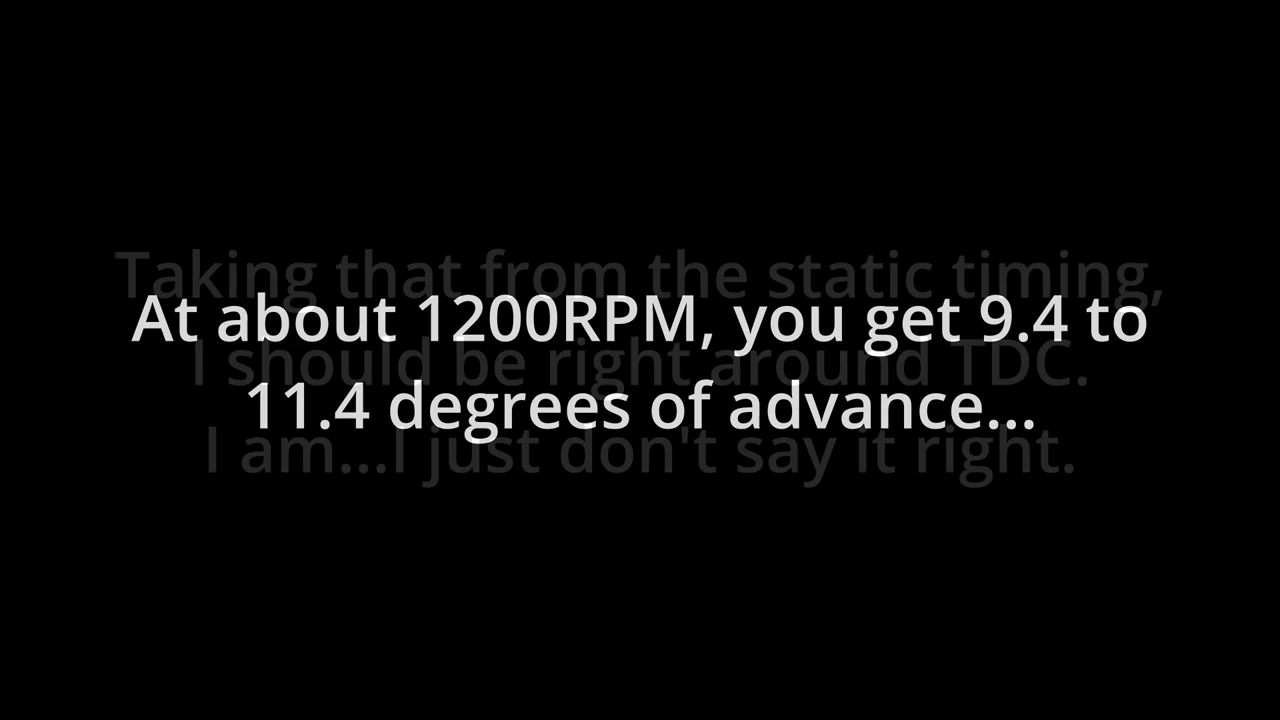 At about 1200RPM, you get 9.4 to
11.4 degrees of advance...
Taking that from the static timing,
I should be right around TDC.
I am...I just don't say it right.